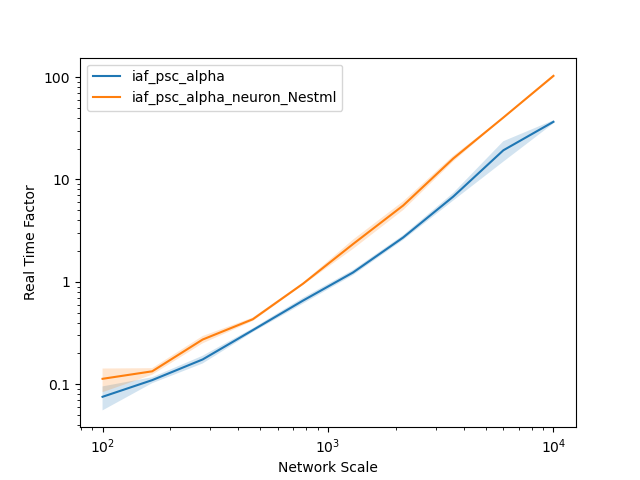 iaf_psc_alpha
iaf_psc_alpha_neuron_Nestml
100
10
1
0.1
Real Time Factor
10²
10³
10⁴
Network Scale